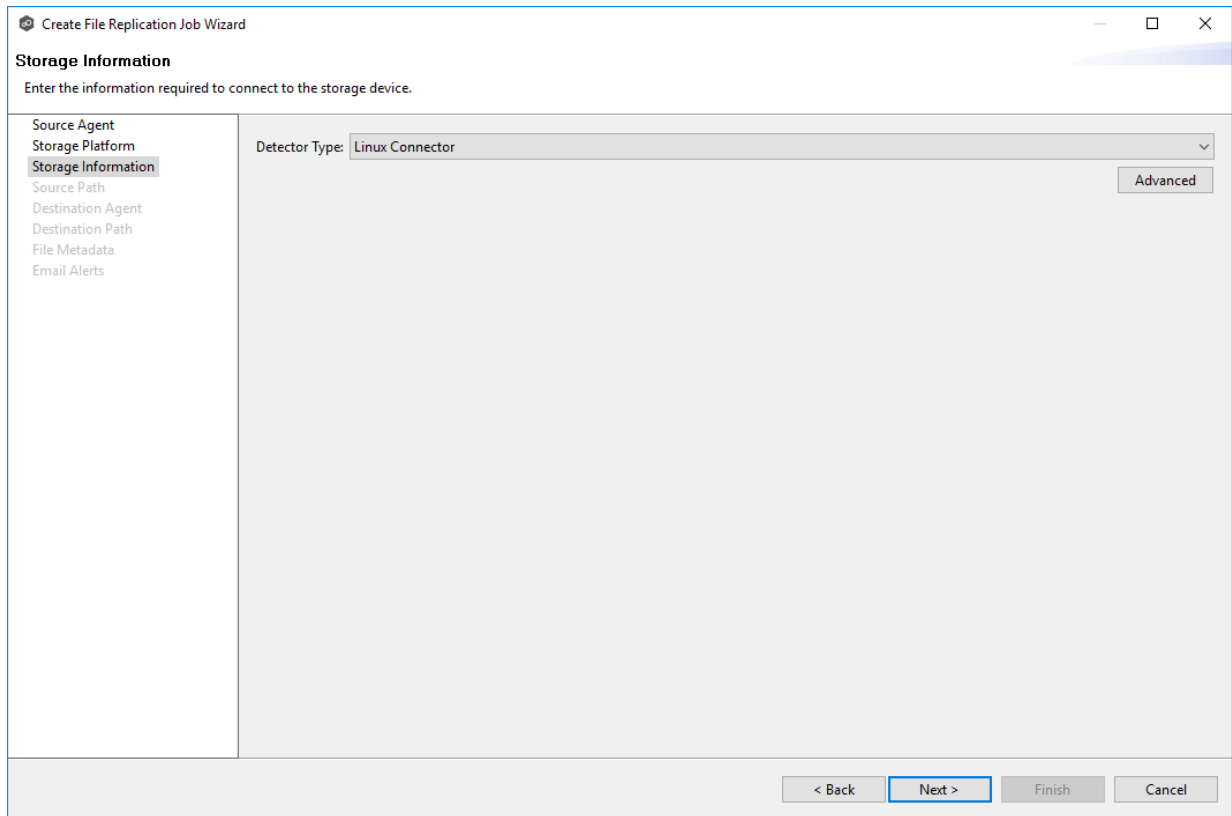 Create File Replication Job Wizard
Storage Information
Enter the information required to connect to the storage device.
Source Agent
Storage Platform
Storage Information
Source Path
Destination Agent
Destination Path
File Metadata
Email Alerts
Detector Type: Linux Connector
Advanced
< Back Next > Finish Cancel